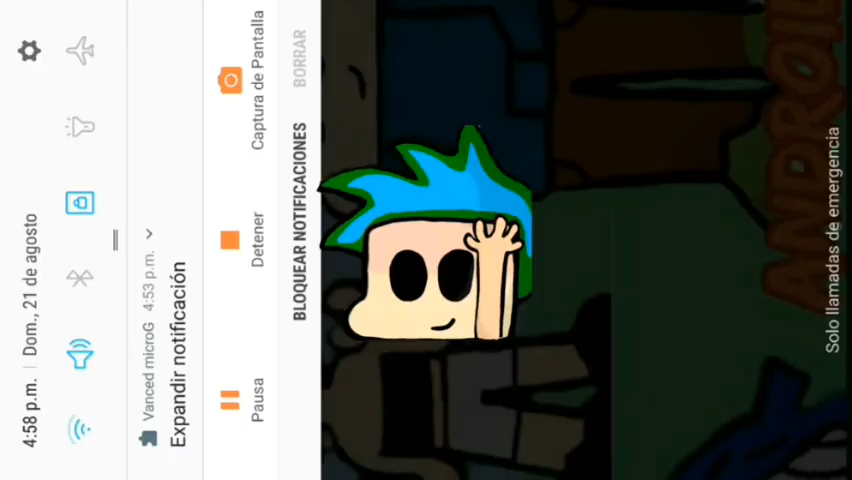 4:58 p.m. | Dom., 21 de agosto
Vanced microG 4:53 p.m.
Expandir notificación
Pausa
Detener
Captura de Pantalla
BLOQUEAR NOTIFICACIONES
BORRAR
ANDROID
Solo llamadas de emergencia